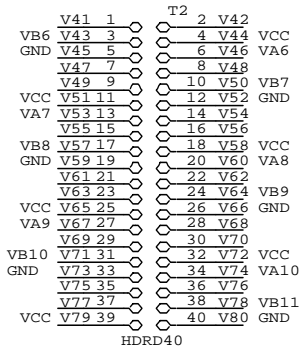 T2
V41 1 2 V42
VB6 V43 3 4 V44 VCC
GND V45 5 6 V46 VA6
V47 7 8 V48
V49 9 10 V50 VB7
VCC V51 11 12 V52 GND
VA7 V53 13 14 V54
V55 15 16 V56
VB8 V57 17 18 V58 VCC
GND V59 19 20 V60 VA8
V61 21 22 V62
V63 23 24 V64 VB9
VCC V65 25 26 V66 GND
VA9 V67 27 28 V68
V69 29 30 V70
VB10 V71 31 32 V72 VCC
GND V73 33 34 V74 VA10
V75 35 36 V76
V77 37 38 V78 VB11
VCC V79 39 40 V80 GND
HDRD40